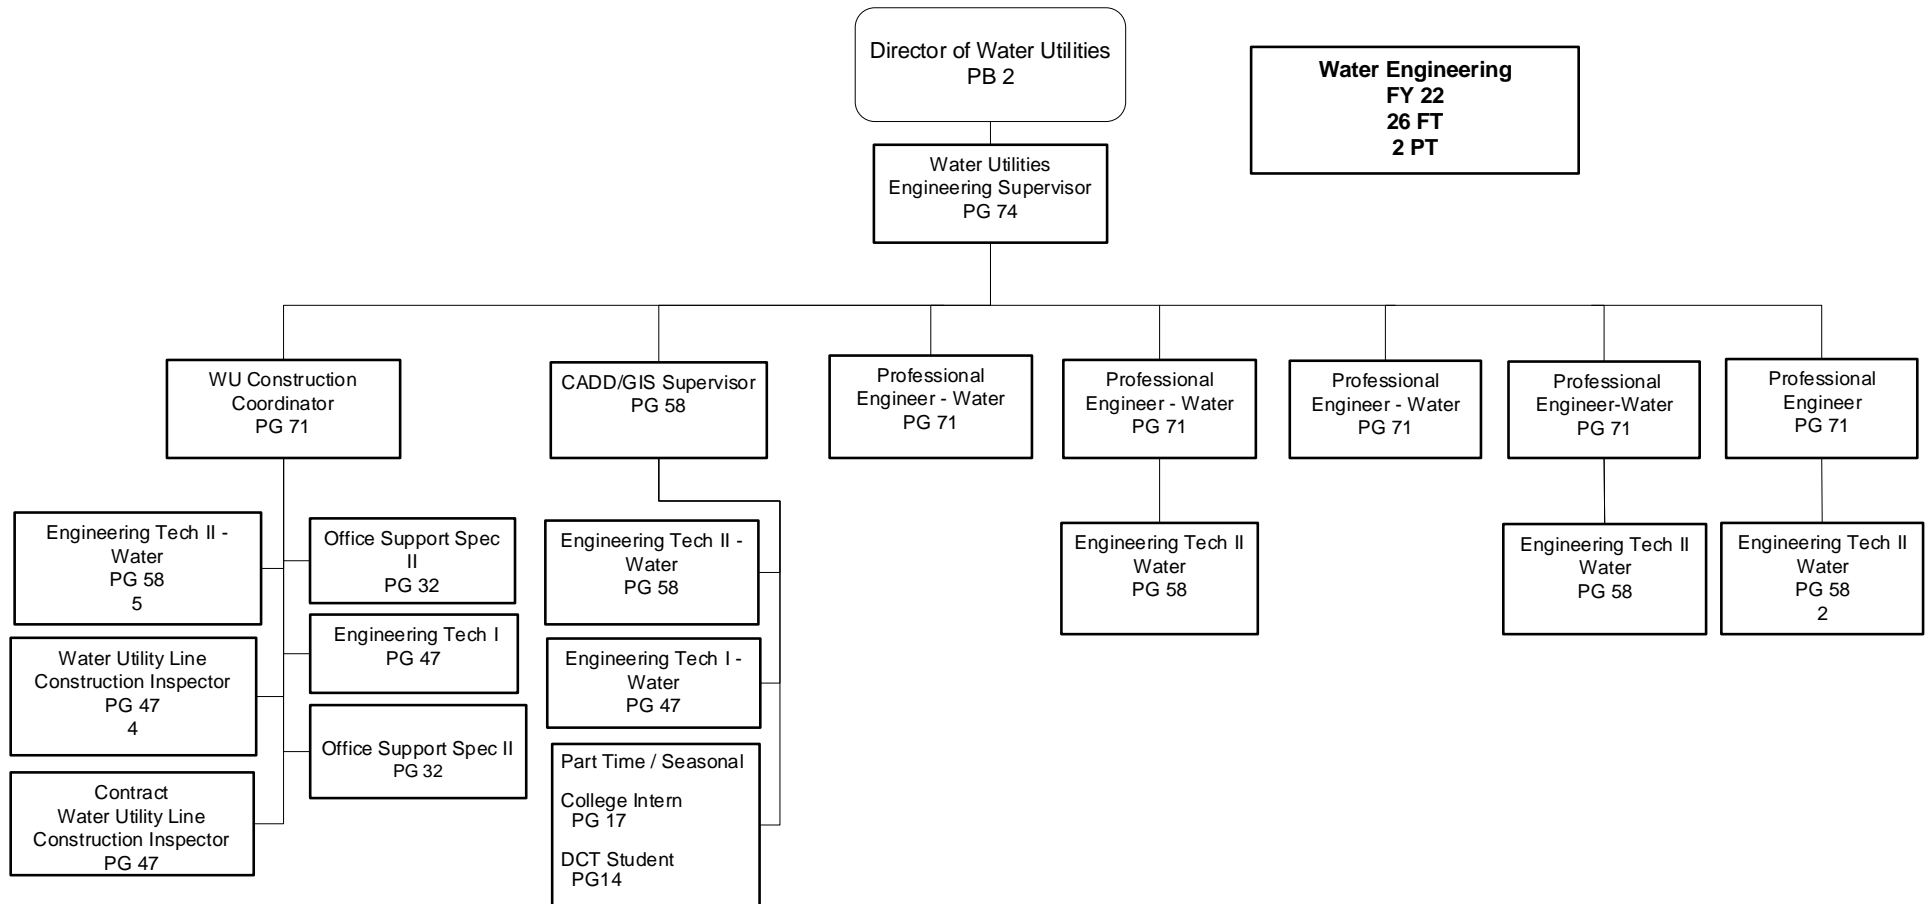 Director of Water Utilities
PB 2
Water Engineering
FY 22
26 FT
2 PT
Water Utilities
Engineering Supervisor
PG 74
WU Construction
Coordinator
PG 71
CADD/GIS Supervisor
PG 58
Professional
Engineer - Water
PG 71
Professional
Engineer - Water
PG 71
Professional
Engineer - Water
PG 71
Professional
Engineer-Water
PG 71
Professional
Engineer
PG 71
Engineering Tech II -
Water
PG 58
5
Water Utility Line
Construction Inspector
PG 47
4
Contract
Water Utility Line
Construction Inspector
PG 47
Office Support Spec
II
PG 32
Engineering Tech I
PG 47
Office Support Spec II
PG 32
Engineering Tech II -
Water
PG 58
Engineering Tech I -
Water
PG 47
Part Time / Seasonal
College Intern
PG 17
DCT Student
PG14
Engineering Tech II
Water
PG 58
Engineering Tech II
Water
PG 58
Engineering Tech II
Water
PG 58
2